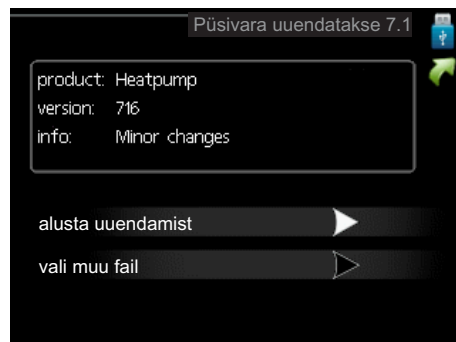 Püsivara uuendatakse 7.1
product: Heatpump
version: 716
info: Minor changes
alusta uuendamist
vali muu fail